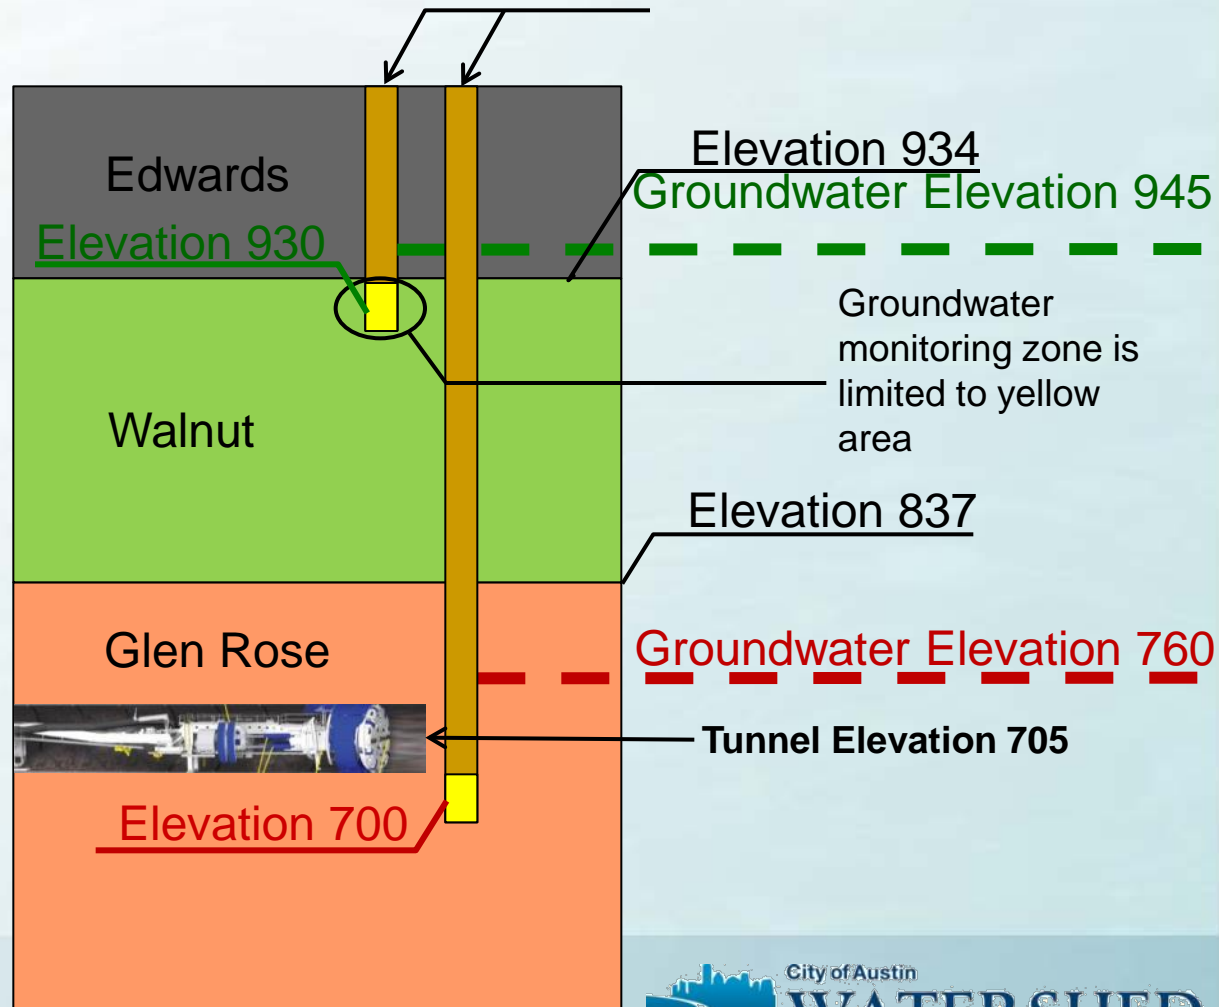 Elevation 934
Edwards
Groundwater Elevation 945
Elevation 930
Groundwater
monitoring zone is
limited to yellow
area
Walnut
Elevation 837
Glen Rose
Groundwater Elevation 760
Tunnel Elevation 705
Elevation 700
City of Austin
WATERSHED